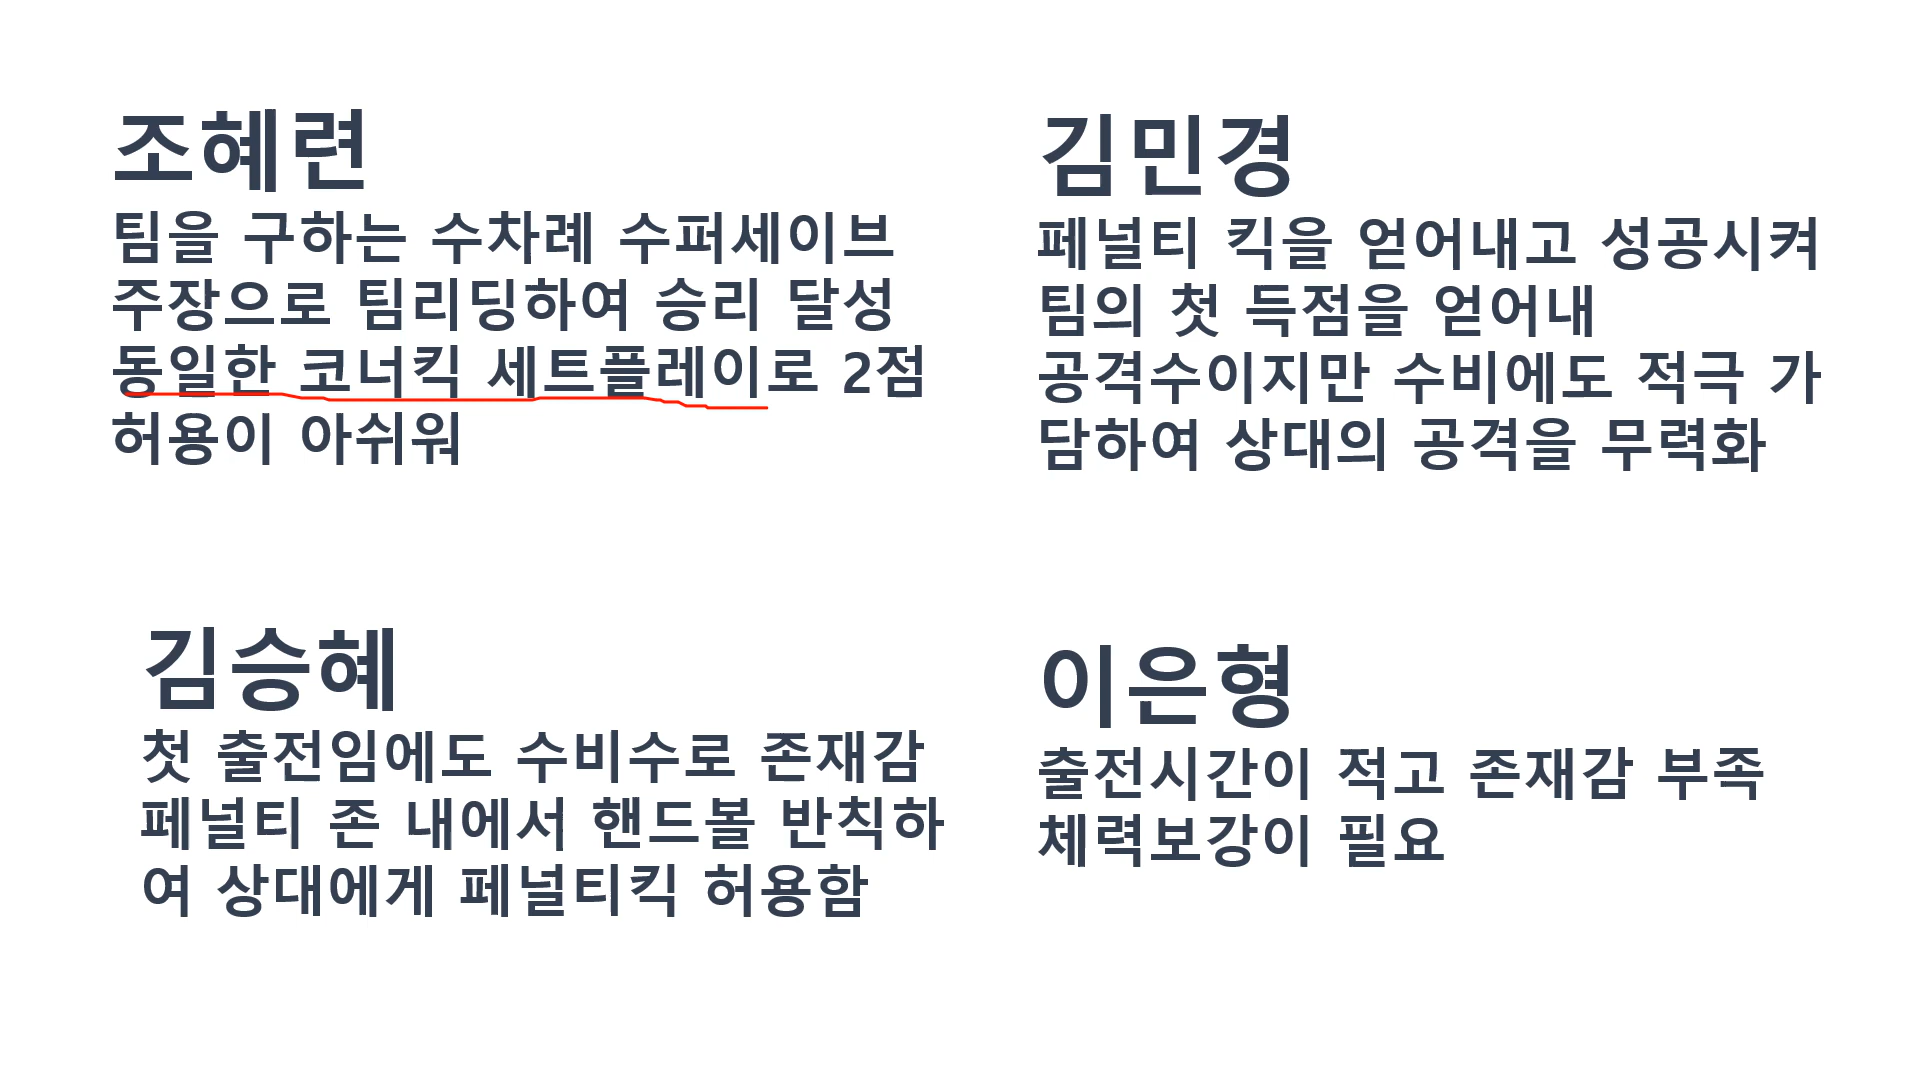 조혜련
팀을 구하는 수차례 수퍼세이브
주장으로 팀리딩하여 승리 달성
동일한 코너킥 세트플레이로 2점
허용이 아쉬워
김민경
페널티 킥을 얻어내고 성공시켜
팀의 첫 득점을 얻어내
공격수이지만 수비에도 적극 가
담하여 상대의 공격을 무력화
김승혜
첫 출전임에도 수비수로 존재감
페널티 존 내에서 핸드볼 반칙하
여 상대에게 페널티킥 허용함
이은형
출전시간이 적고 존재감 부족
체력보강이 필요